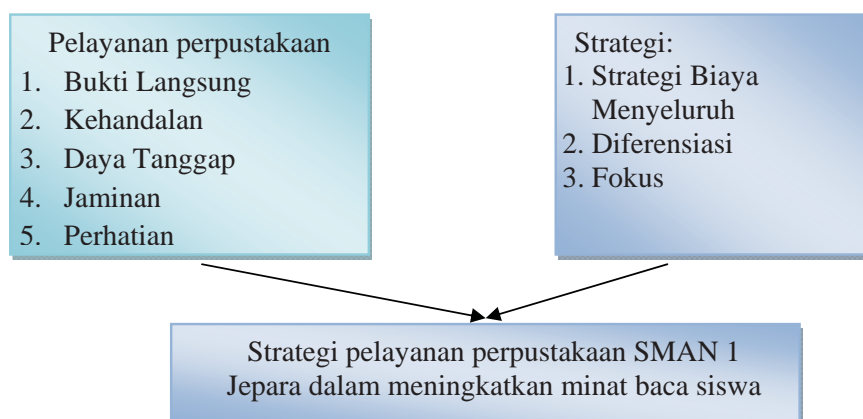 Pelayanan perpustakaan
1. Bukti Langsung
2. Kehandalan
3. Daya Tanggap
4. Jaminan
5. Perhatian
Strategi:
1. Strategi Biaya
Menyeluruh
2. Diferensiasi
3. Fokus
Strategi pelayanan perpustakaan SMAN 1
Jepara dalam meningkatkan minat baca siswa